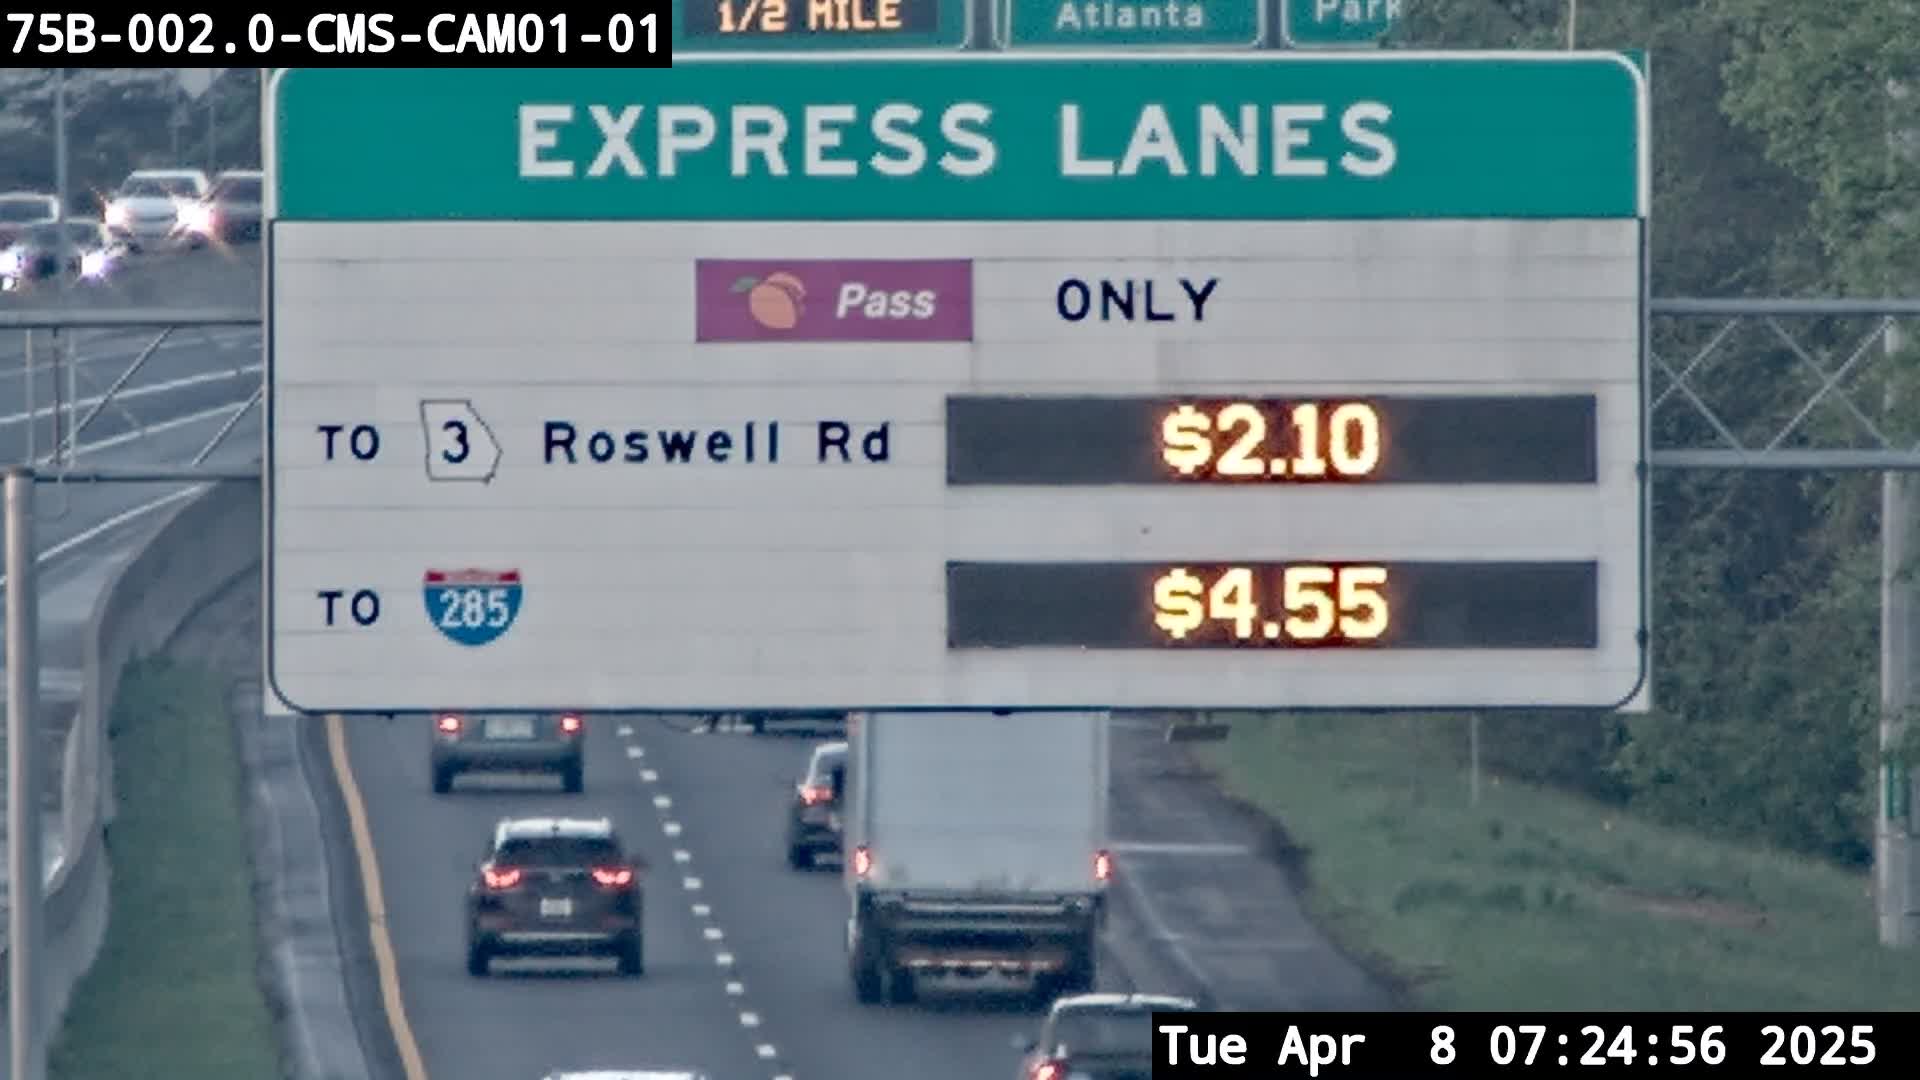 75B-002.0-CMS-CAM01-01
1/2 MILE
Atlanta
Park
EXPRESS LANES
Pass ONLY
TO 3 Roswell Rd $2.10
TO 285 $4.55
Tue Apr 8 07:24:56 2025